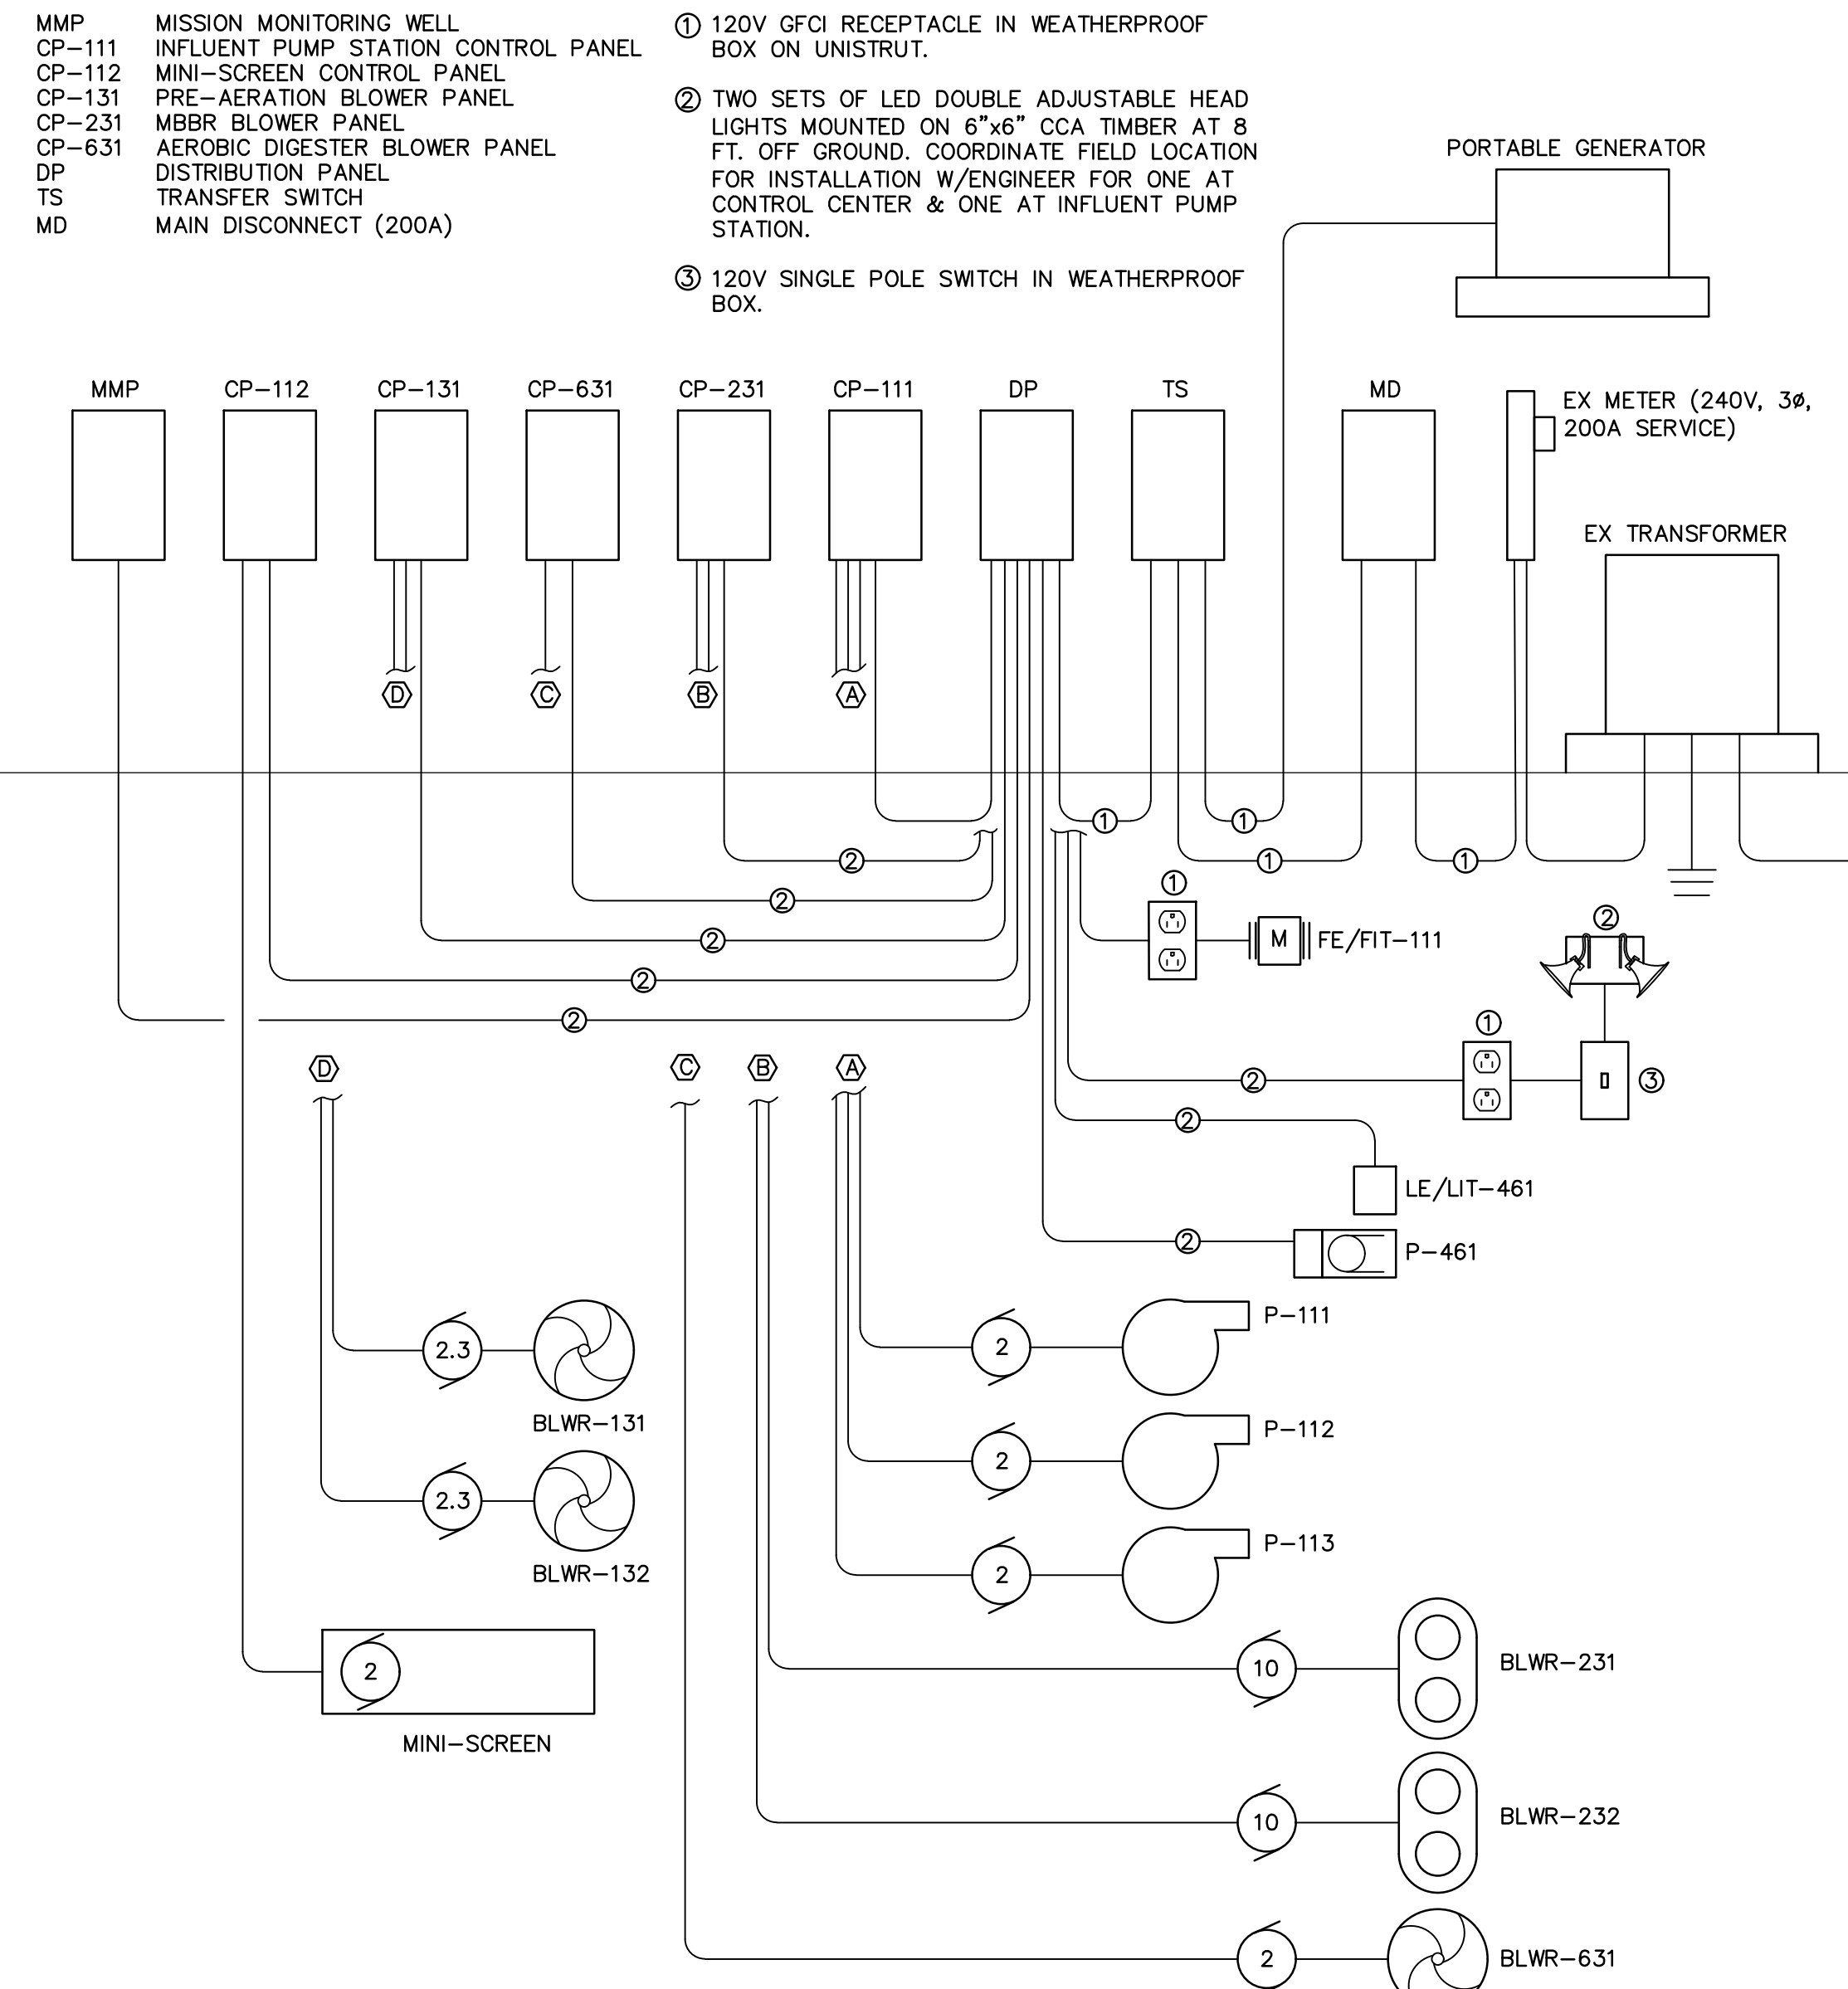 MMP MISSION MONITORING WELL
CP-111 INFLUENT PUMP STATION CONTROL PANEL
CP-112 MINI-SCREEN CONTROL PANEL
CP-131 PRE-AERATION BLOWER PANEL
CP-231 MBBR BLOWER PANEL
CP-631 AEROBIC DIGESTER BLOWER PANEL
DP DISTRIBUTION PANEL
TS TRANSFER SWITCH
MD MAIN DISCONNECT (200A)
① 120V GFCI RECEPTACLE IN WEATHERPROOF
BOX ON UNISTRUT.
② TWO SETS OF LED DOUBLE ADJUSTABLE HEAD
LIGHTS MOUNTED ON 6"x6" CCA TIMBER AT 8
FT. OFF GROUND. COORDINATE FIELD LOCATION
FOR INSTALLATION W/ENGINEER FOR ONE AT
CONTROL CENTER & ONE AT INFLUENT PUMP
STATION.
③ 120V SINGLE POLE SWITCH IN WEATHERPROOF
BOX.
PORTABLE GENERATOR
MMP CP-112 CP-131 CP-631 CP-231 CP-111 DP TS MD
EX METER (240V, 3ø,
200A SERVICE)
EX TRANSFORMER
D C B A
1 1
2 1 1
2
1
2
2
M FE/FIT-111
2
2
1
D C B A
2
3
2
LE/LIT-461
2
P-461
2.3
BLWR-131
2
P-111
2
P-112
2.3
BLWR-132
2
P-113
2
MINI-SCREEN
10
BLWR-231
10
BLWR-232
2
BLWR-631